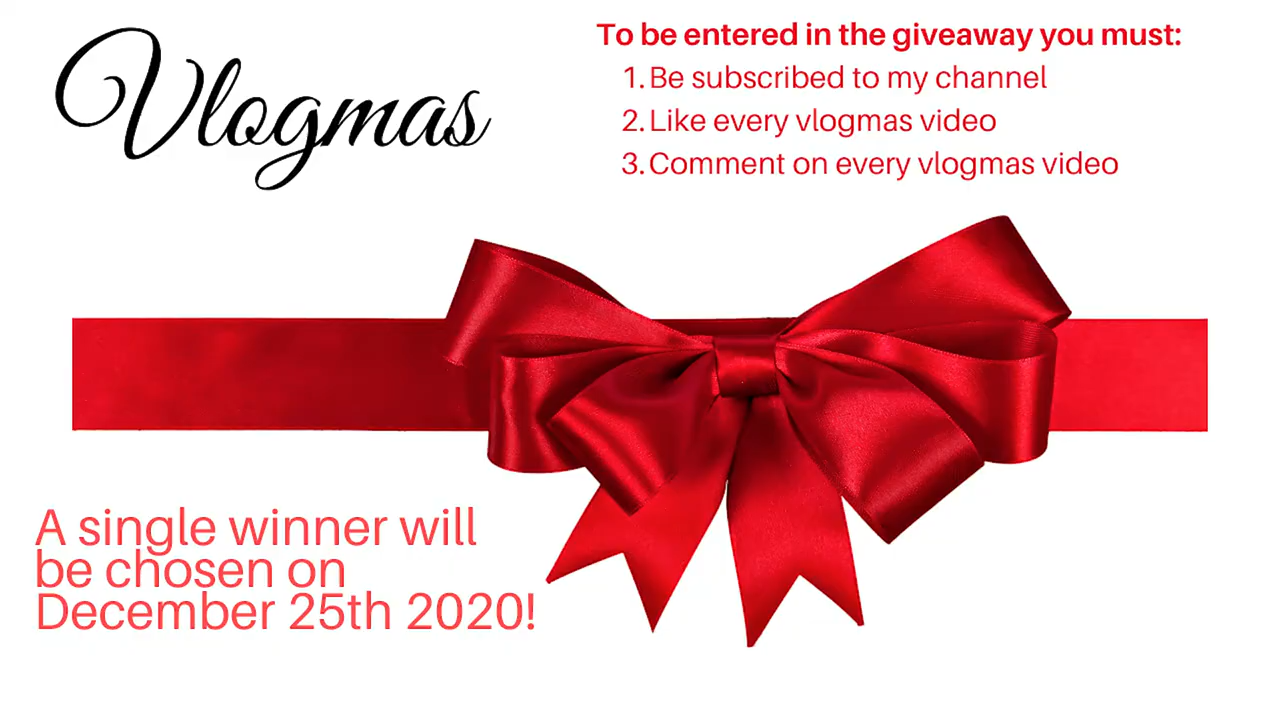 Vlogmas
To be entered in the giveaway you must:
1. Be subscribed to my channel
2. Like every vlogmas video
3. Comment on every vlogmas video
A single winner will
be chosen on
December 25th 2020!